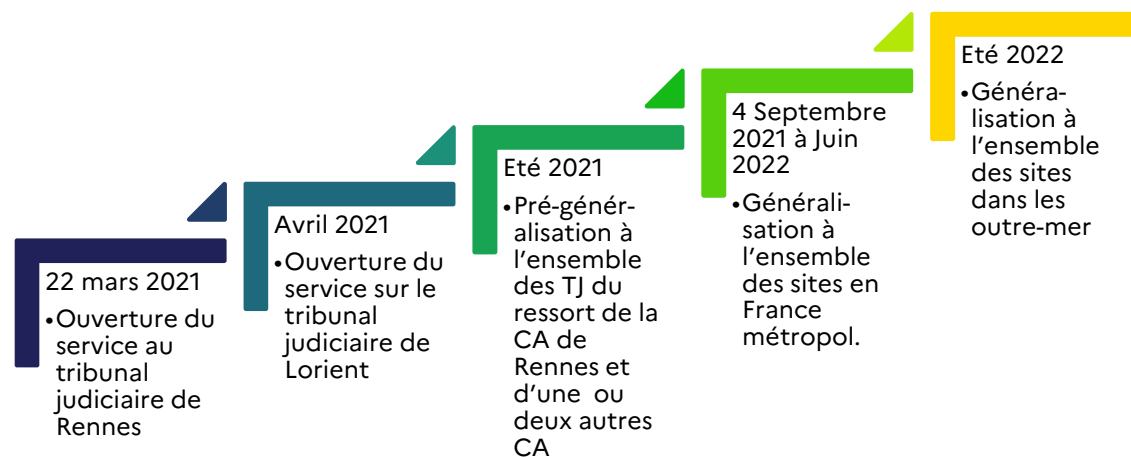 22 mars 2021
•Ouverture du
service au
tribunal
judiciaire de
Rennes
Avril 2021
•Ouverture du
service sur le
tribunal
judiciaire de
Lorient
Eté 2021
•Pré-génér-
alisation à
l'ensemble
des TJ du
ressort de la
CA de
Rennes et
d'une ou
deux autres
CA
4 Septembre
2021 à Juin
2022
•Générali-
sation à
l'ensemble
des sites en
France
métropol.
Eté 2022
•Généra-
lisation à
l'ensemble
des sites
dans les
outre-mer